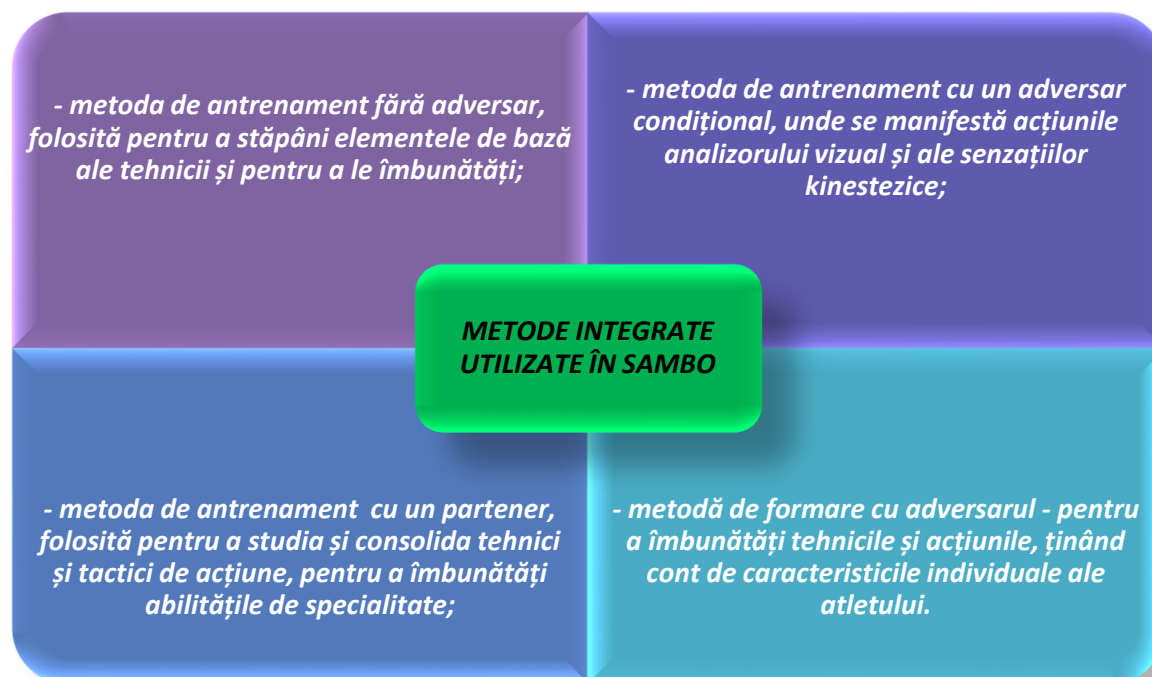 - metoda de antrenament fără adversar,
folosită pentru a stăpâni elementele de bază
ale tehnicii și pentru a le îmbunătăți;
- metoda de antrenament cu un adversar
condițional, unde se manifestă acțiunile
analizorului vizual și ale senzațiilor
kinestezice;
METODE INTEGRATE
UTILIZATE ÎN SAMBO
- metoda de antrenament cu un partener,
folosită pentru a studia și consolida tehnici
și tactici de acțiune, pentru a îmbunătăți
abilitățile de specialitate;
- metodă de formare cu adversarul - pentru
a îmbunătăți tehnicile și acțiunile, ținând
cont de caracteristicile individuale ale
atletului.